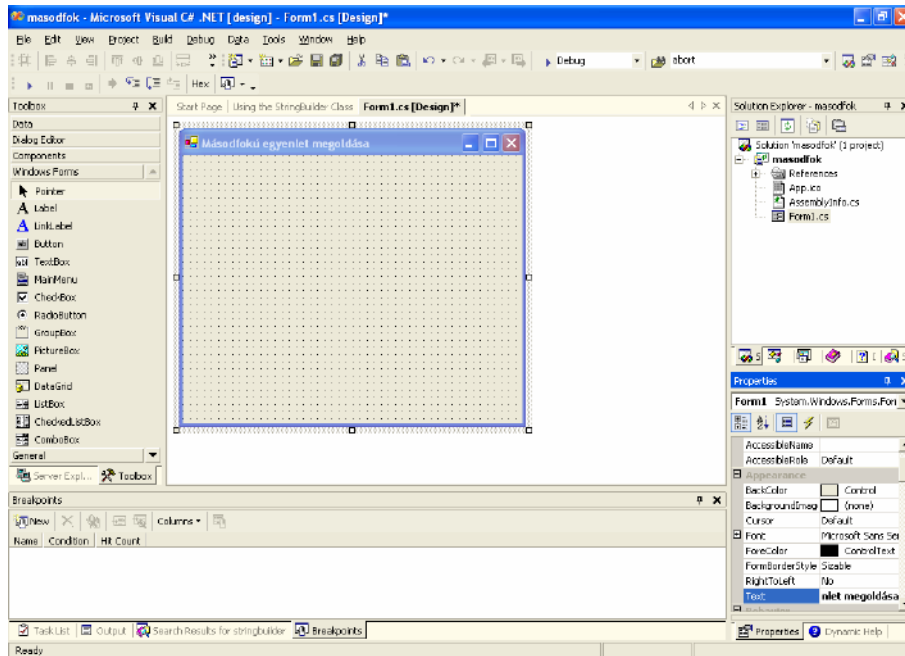 masodfok - Microsoft Visual C# .NET [design] - Form1.cs [Design]*
File Edit View Project Build Debug Data Tools Window Help
Debug abort
Hex
Toolbox
Start Page Using the StringBuilder Class Form1.cs [Design]*
Solution Explorer - masodfok
Data
Dialog Editor
Components
Windows Forms
Pointer
Label
LinkLabel
Button
TextBox
MainMenu
CheckBox
RadioButton
GroupBox
PictureBox
Panel
DataGrid
ListBox
CheckedListBox
ComboBox
General
Server Expl... Toolbox
Másodfokú egyenlet megoldása
Solution 'masodfok' (1 project)
masodfok
References
App.ico
AssemblyInfo.cs
Form1.cs
Properties
Form1 System.Windows.Forms.Fori
AccessibleName
AccessibleRole Default
Appearance
BackColor Control
BackgroundImag (none)
Cursor Default
Font Microsoft Sans Ser
ForeColor ControlText
FormBorderStyle Sizable
RightToLeft No
Text nlet megoldása
Behavior
Properties Dynamic Help
Breakpoints
New Columns
Name Condition Hit Count
Task List Output Search Results for stringbuilder Breakpoints
Ready